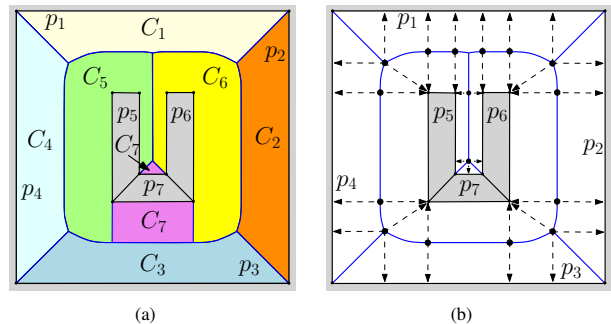 p₁ C₁ p₂
C₅ C₆
p₅ p₆
C₄ C₇ C₂
p₄ p₇
C₇
C₃ p₃
(a)
p₁
p₅ p₆
p₂
p₄ p₇
p₃
(b)